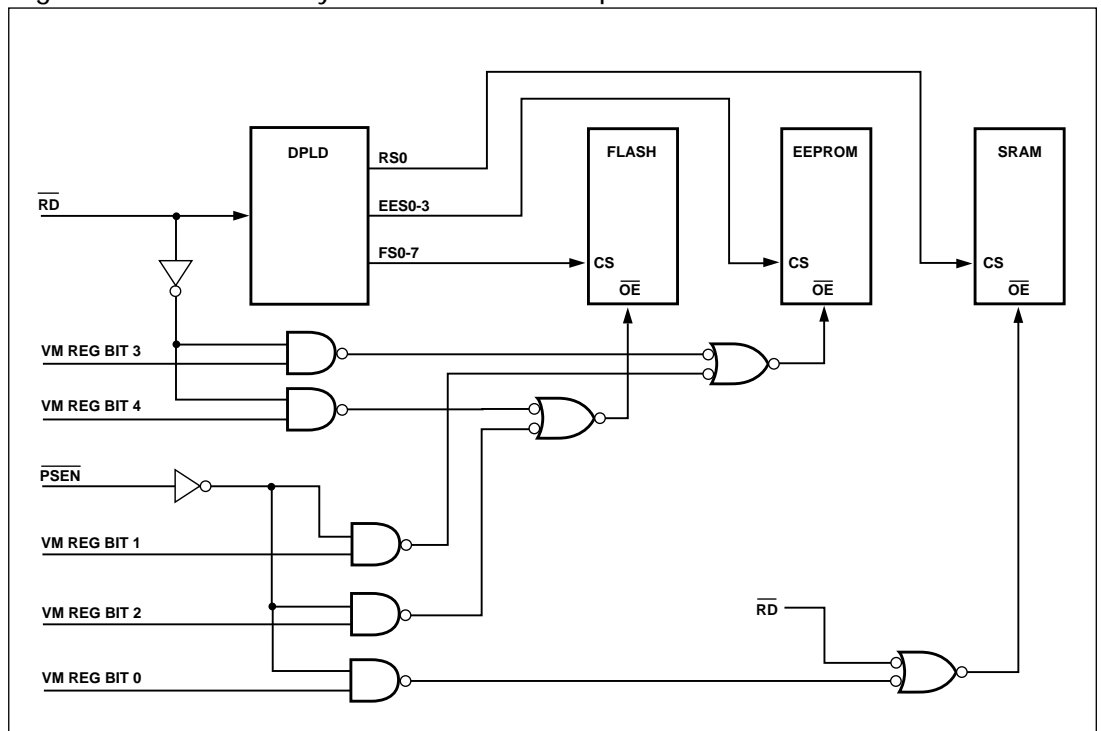 DPLD
RS0
EES0-3
FS0-7
FLASH
CS
OE
EEPROM
CS
OE
SRAM
CS
OE
RD
VM REG BIT 3
VM REG BIT 4
PSEN
VM REG BIT 1
VM REG BIT 2
VM REG BIT 0
RD